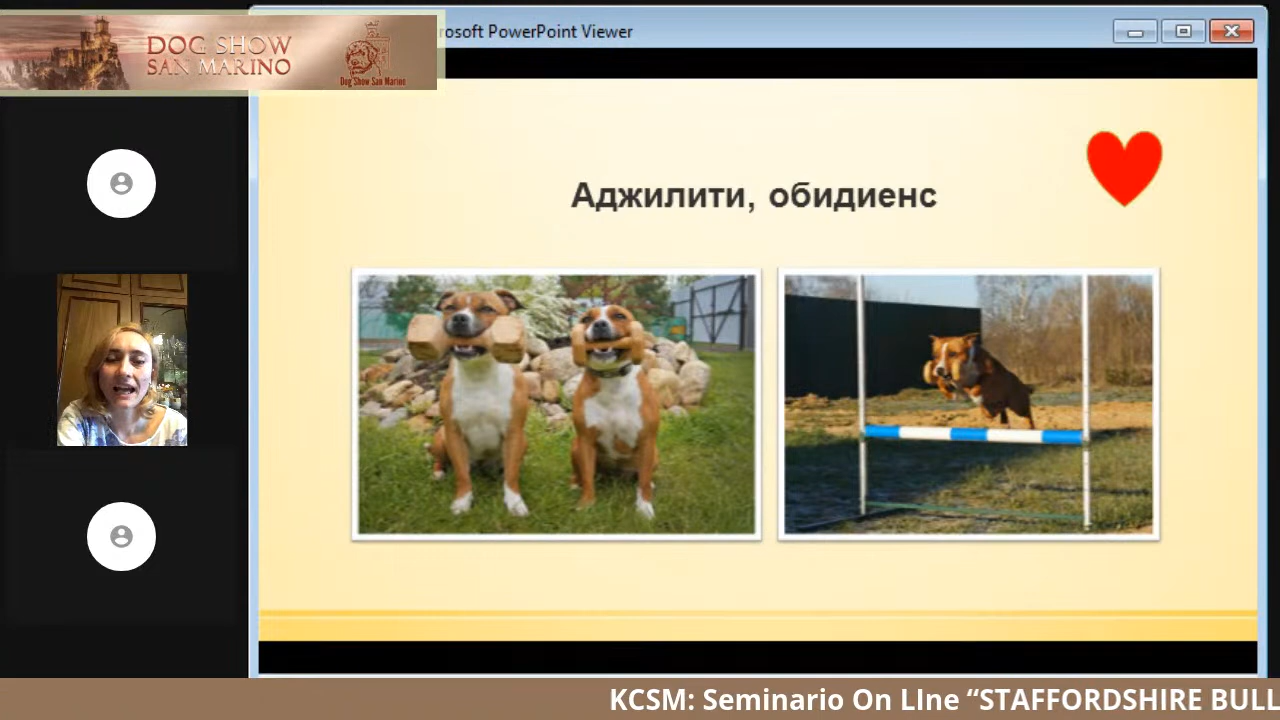 DOG SHOW
SAN MARINO
Dog Show San Marino
rosoft PowerPoint Viewer
Аджилити, обидиенс
KCSM: Seminario On LIne “STAFFORDSHIRE BULL